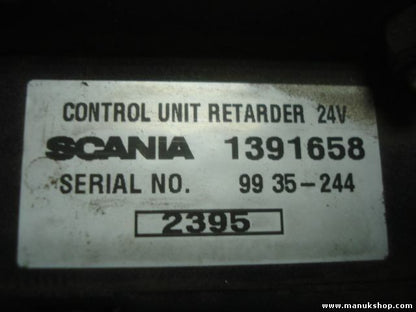 CONTROL UNIT RETARDER 24V
SCANIA 1391658
SERIAL NO. 99 35-244
2395
www.manukshop.com